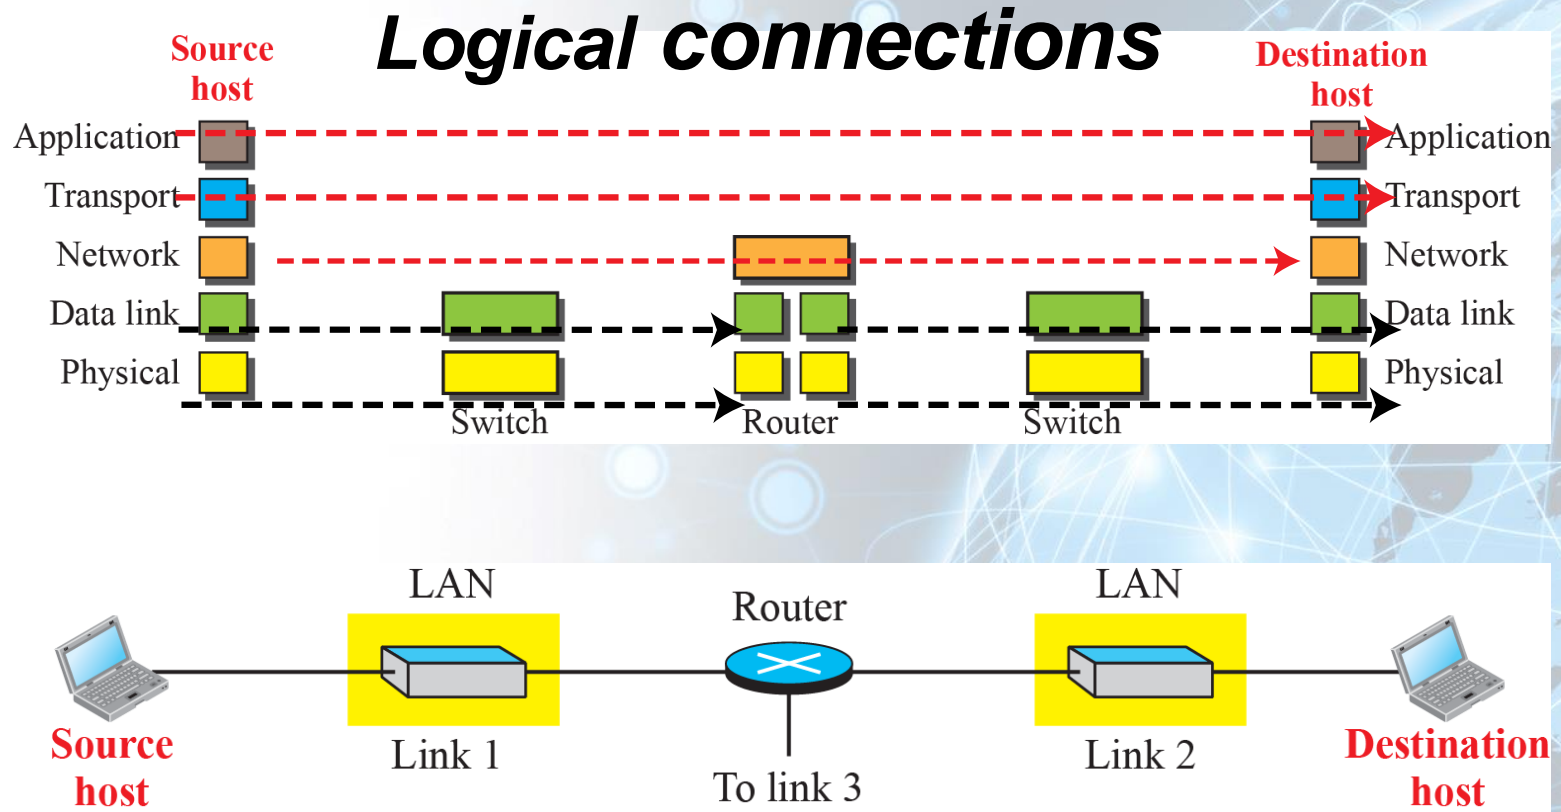 Logical connections
Source
host
Destination
host
Application
Application
Transport
Transport
Network
Network
Data link
Data link
Physical
Physical
Switch
Router
Switch
LAN
Router
LAN
Source
host
Link 1
To link 3
Link 2
Destination
host